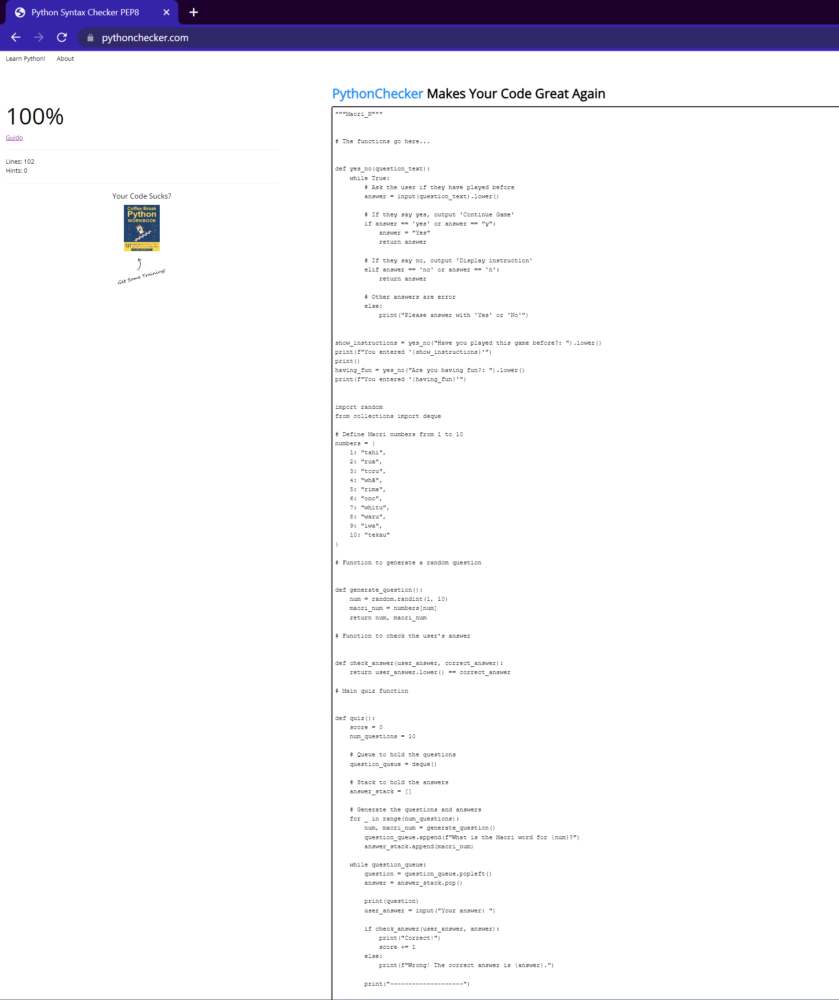 Python Syntax Checker PEP8
pythonchecker.com
Learn Python! About
PythonChecker Makes Your Code Great Again
100%
Guido
Lines: 102
Hints: 0
Your Code Sucks?
Coffee Break
Python
WORKBOOK
127
Get Some Training!
"""Maori_N"""
# The functions go here...
def yes_no(question_text):
    while True:
        # Ask the user if they have played before
        answer = input(question_text).lower()
        # If they say yes, output 'Continue Game'
        if answer == 'yes' or answer == "y":
            answer = "Yes"
            return answer
        # If they say no, output 'Display instruction'
        elif answer == 'no' or answer == 'n':
            return answer
        # Other answers are error
        else:
            print("Please answer with 'Yes' or 'No'")
show_instructions = yes_no("Have you played this game before?: ").lower()
print(f"You entered '{show_instructions}'")
print()
having_fun = yes_no("Are you having fun?: ").lower()
print(f"You entered '{having_fun}'")
import random
from collections import deque
# Define Maori numbers from 1 to 10
numbers = {
    1: "tahi",
    2: "rua",
    3: "toru",
    4: "whā",
    5: "rima",
    6: "ono",
    7: "whitu",
    8: "waru",
    9: "iwa",
    10: "tekau"
}
# Function to generate a random question
def generate_question():
    num = random.randint(1, 10)
    maori_num = numbers[num]
    return num, maori_num
# Function to check the user's answer
def check_answer(user_answer, correct_answer):
    return user_answer.lower() == correct_answer
# Main quiz function
def quiz():
    score = 0
    num_questions = 10
    # Queue to hold the questions
    question_queue = deque()
    # Stack to hold the answers
    answer_stack = []
    # Generate the questions and answers
    for _ in range(num_questions):
        num, maori_num = generate_question()
        question_queue.append(f"What is the Maori word for {num}?")
        answer_stack.append(maori_num)
    while question_queue:
        question = question_queue.popleft()
        answer = answer_stack.pop()
        print(question)
        user_answer = input("Your answer: ")
        if check_answer(user_answer, answer):
            print("Correct!")
            score += 1
        else:
            print(f"Wrong! The correct answer is {answer}.")
        print("--------------------")